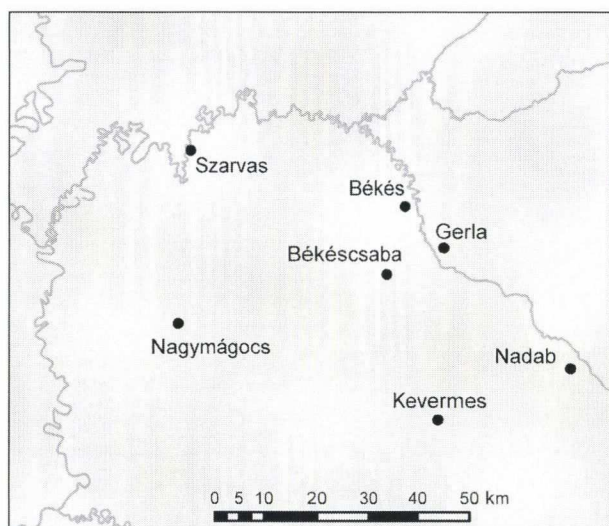 Szarvas
Békés
Gerla
Békéscsaba
Nagymágocs
Nadab
Kevermes
0 5 10 20 30 40 50 km